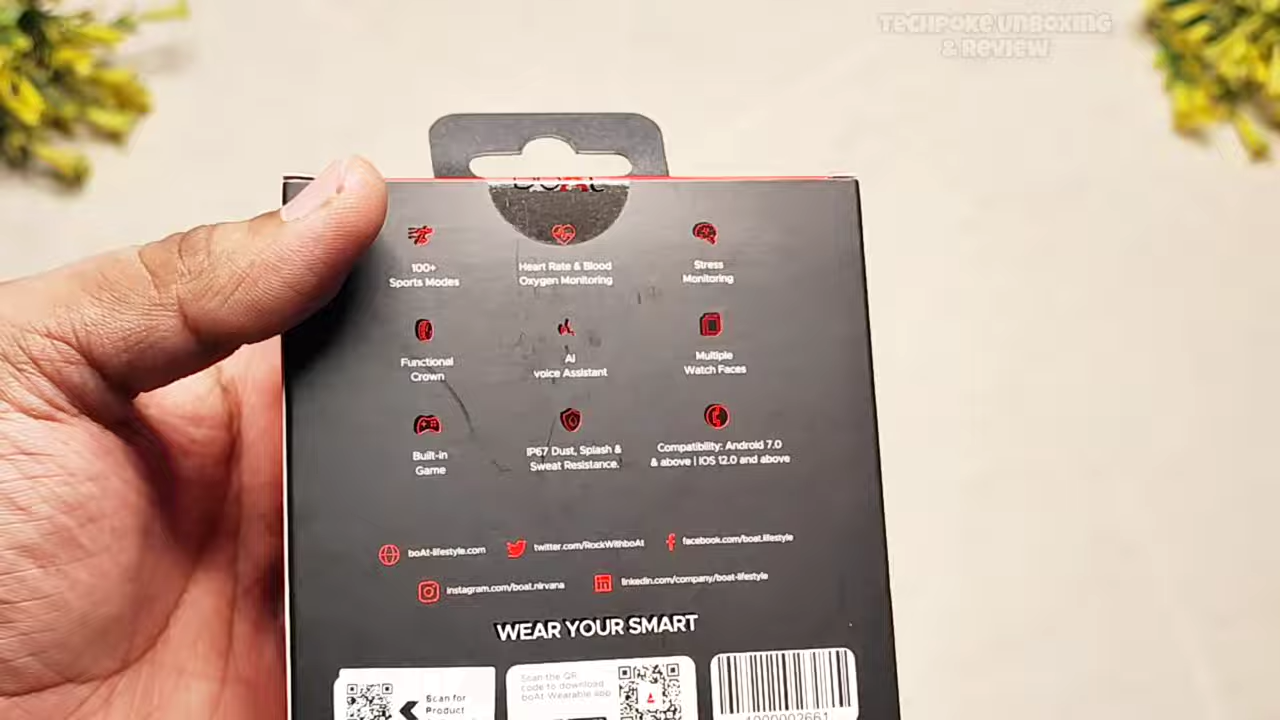 TECHPOKE UNBOXING
& REVIEW
boAt
100+
Sports Modes
Heart Rate & Blood
Oxygen Monitoring
Stress
Monitoring
Functional
Crown
AI
voice Assistant
Multiple
Watch Faces
Built-in
Game
IP67 Dust, Splash &
Sweat Resistance.
Compatibility: Android 7.0
& above | IOS 12.0 and above
boAt-lifestyle.com
twitter.com/RockWithboAt
facebook.com/boat.lifestyle
instagram.com/boat.nirvana
linkedin.com/company/boat-lifestyle
WEAR YOUR SMART
Scan for
Product
Scan the QR
code to download
boAt Wearable app